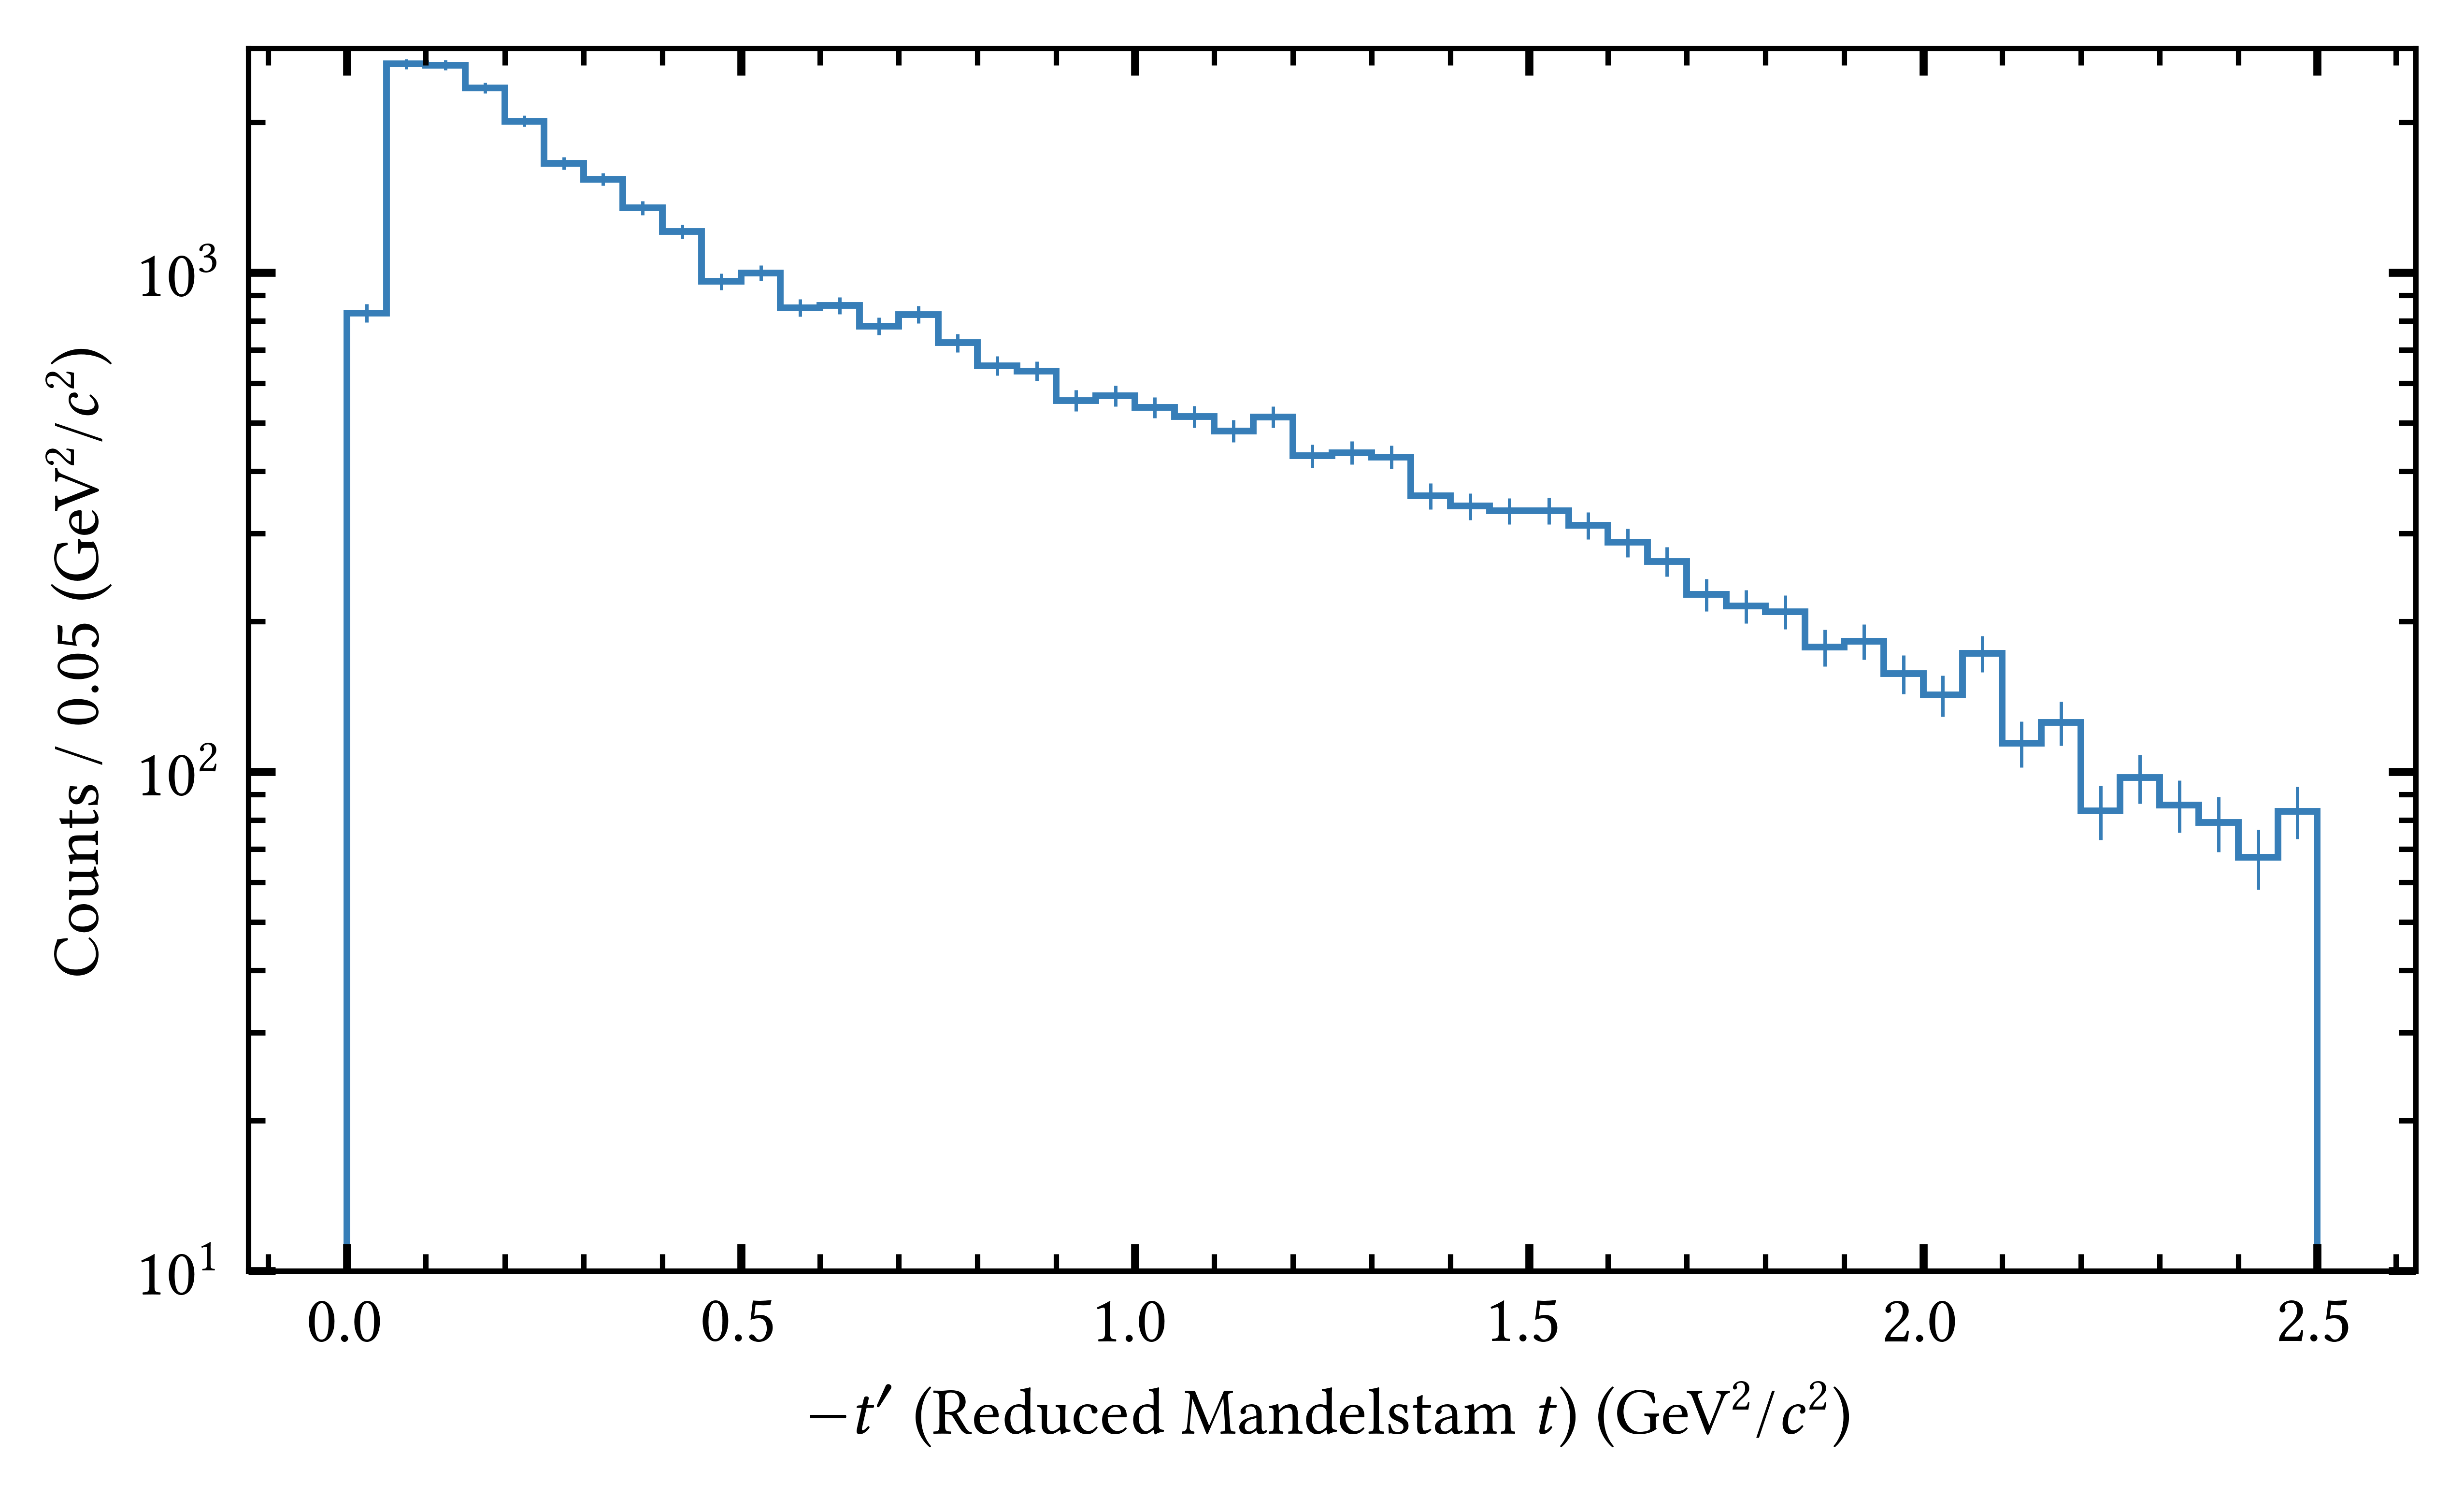 Counts / 0.05 (GeV²/c²)
10³
10²
10¹
0.0 0.5 1.0 1.5 2.0 2.5
−t′ (Reduced Mandelstam t) (GeV²/c²)